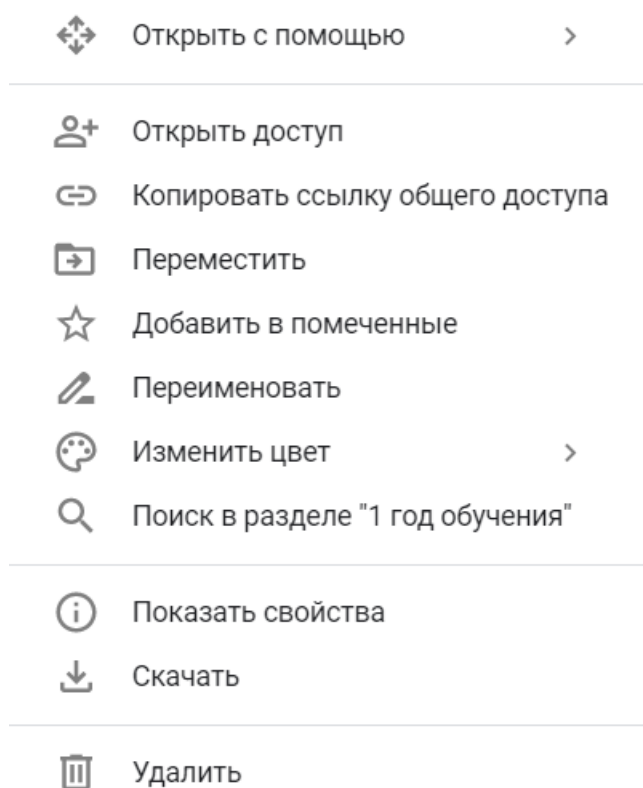 Открыть с помощью
Открыть доступ
Копировать ссылку общего доступа
Переместить
Добавить в помеченные
Переименовать
Изменить цвет
Поиск в разделе "1 год обучения"
Показать свойства
Скачать
Удалить